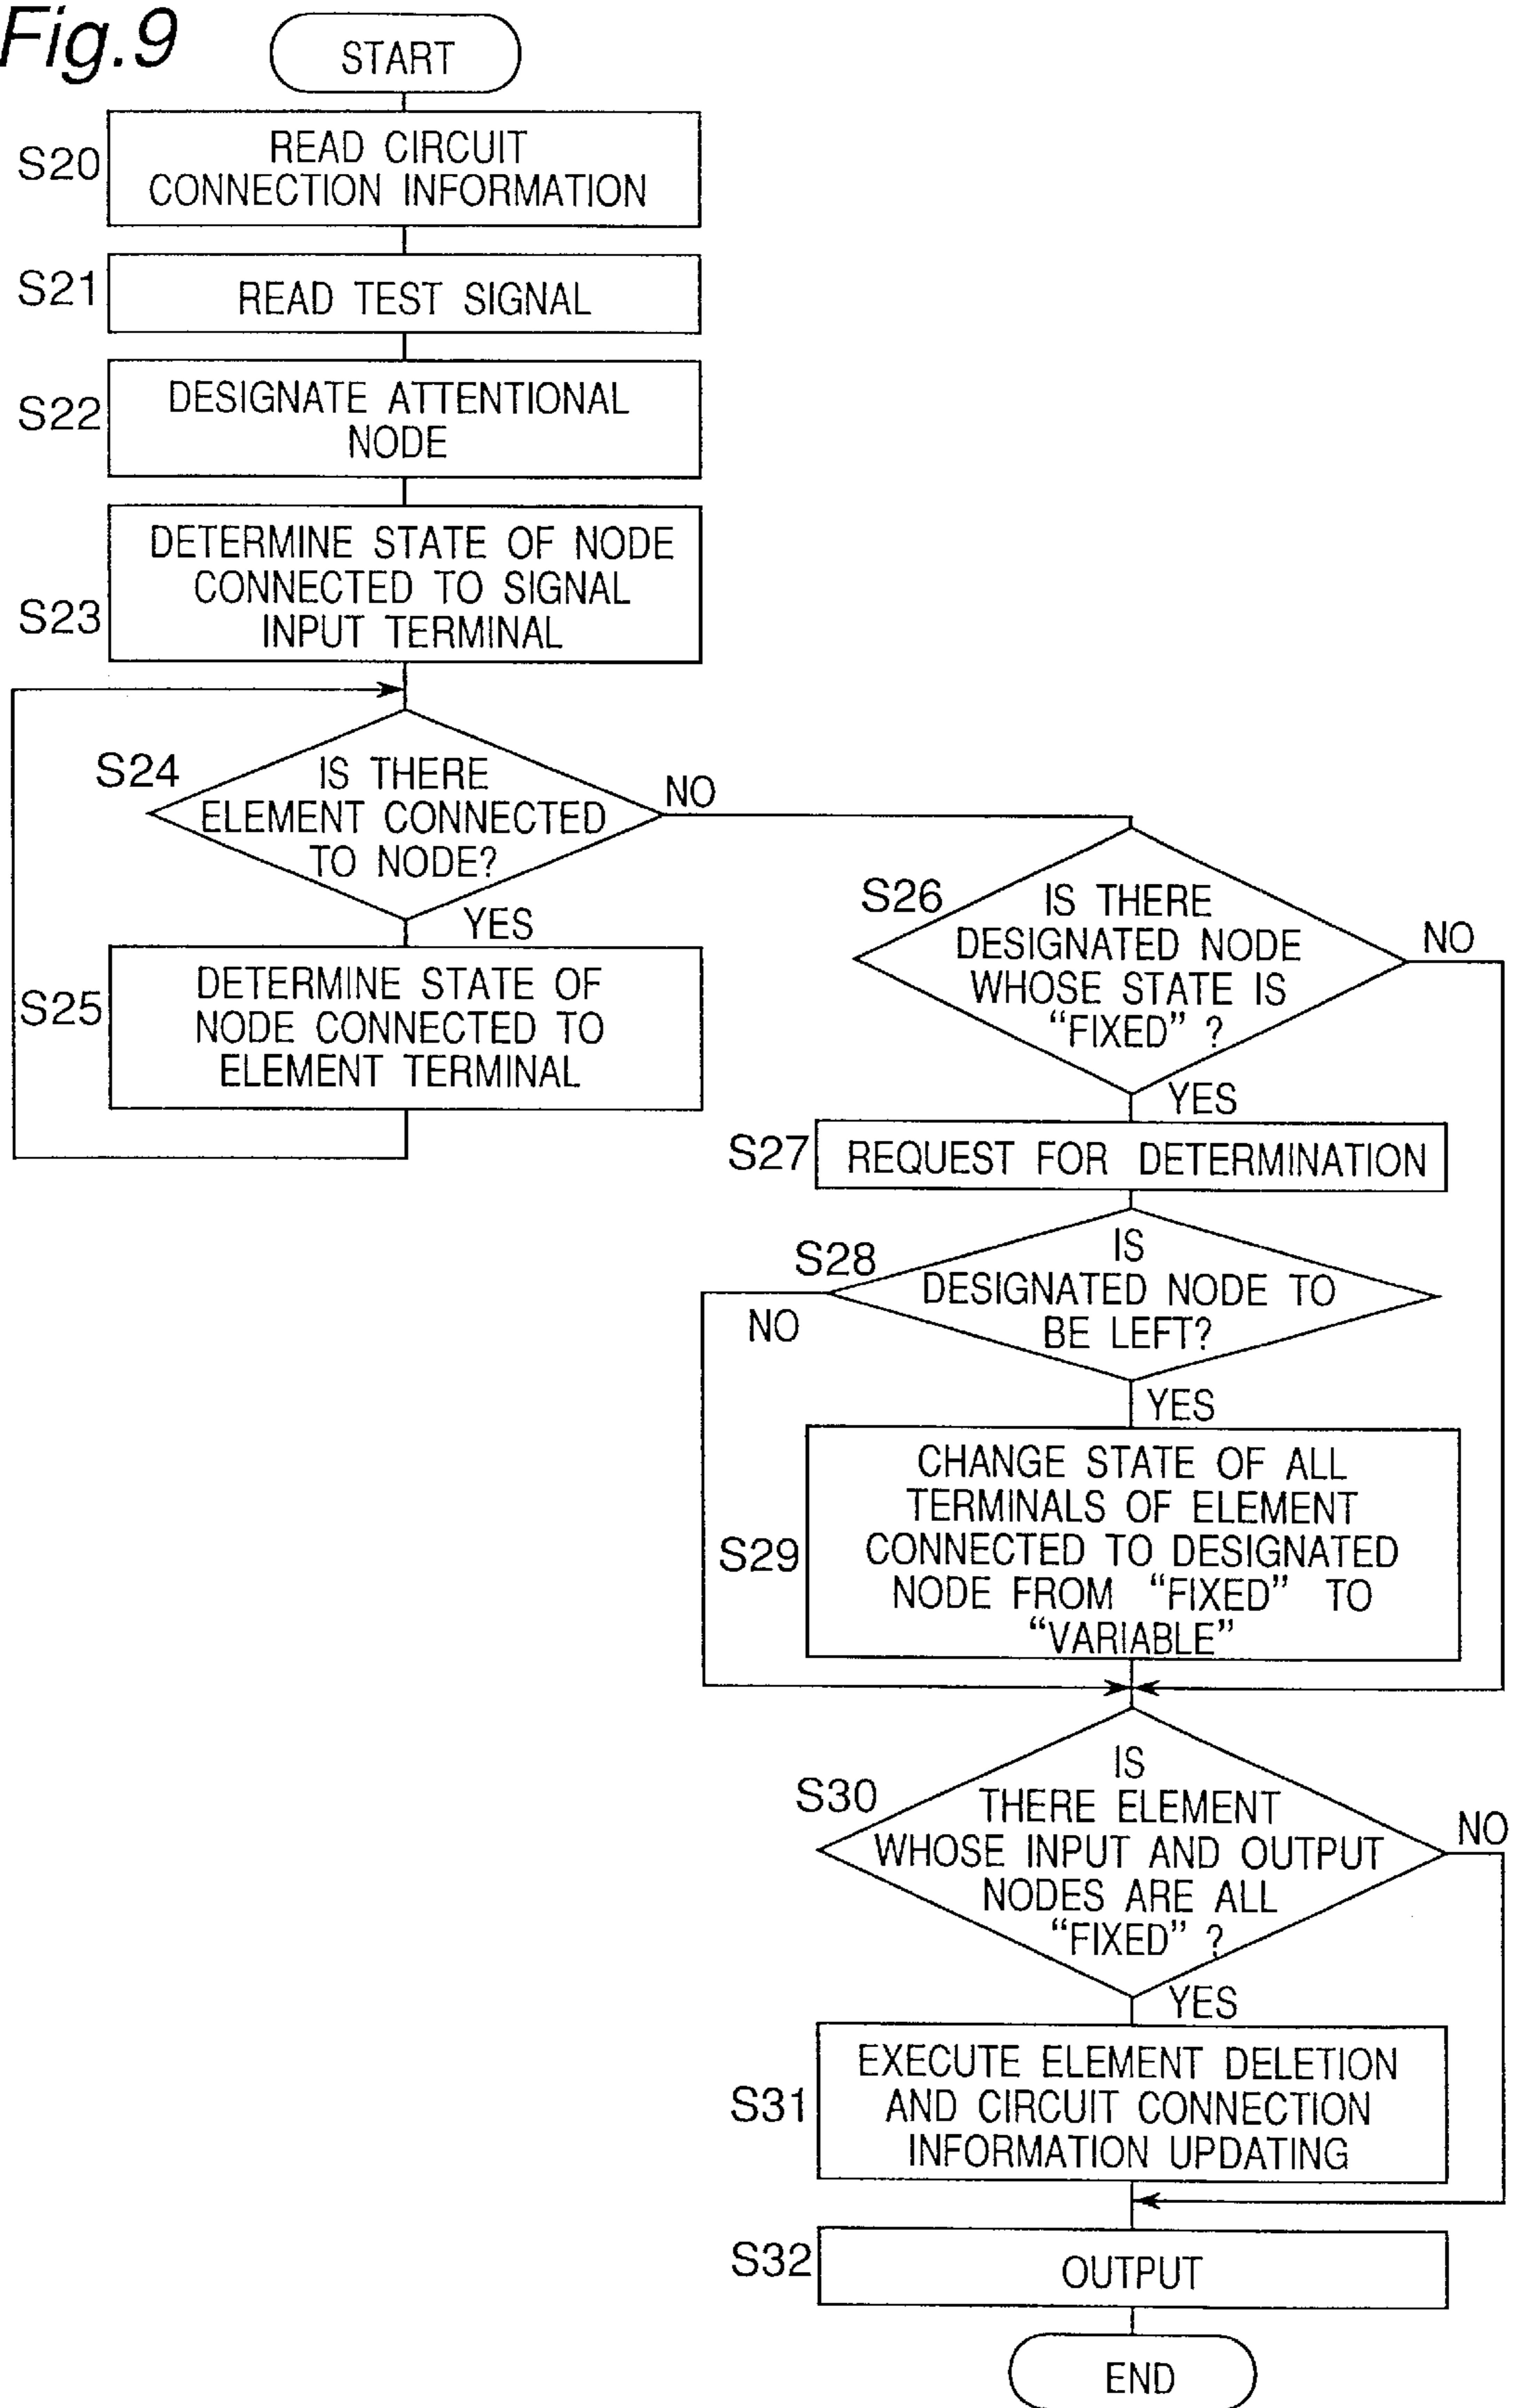 Fig.9
START
S20
READ CIRCUIT
CONNECTION INFORMATION
S21
READ TEST SIGNAL
S22
DESIGNATE ATTENTIONAL
NODE
S23
DETERMINE STATE OF NODE
CONNECTED TO SIGNAL
INPUT TERMINAL
S24
IS THERE
ELEMENT CONNECTED
TO NODE?
NO
YES
S25
DETERMINE STATE OF
NODE CONNECTED TO
ELEMENT TERMINAL
S26
IS THERE
DESIGNATED NODE
WHOSE STATE IS
“FIXED” ?
NO
YES
S27
REQUEST FOR DETERMINATION
S28
IS
DESIGNATED NODE TO
BE LEFT?
NO
YES
S29
CHANGE STATE OF ALL
TERMINALS OF ELEMENT
CONNECTED TO DESIGNATED
NODE FROM “FIXED” TO
“VARIABLE”
S30
IS
THERE ELEMENT
WHOSE INPUT AND OUTPUT
NODES ARE ALL
“FIXED” ?
NO
YES
S31
EXECUTE ELEMENT DELETION
AND CIRCUIT CONNECTION
INFORMATION UPDATING
S32
OUTPUT
END